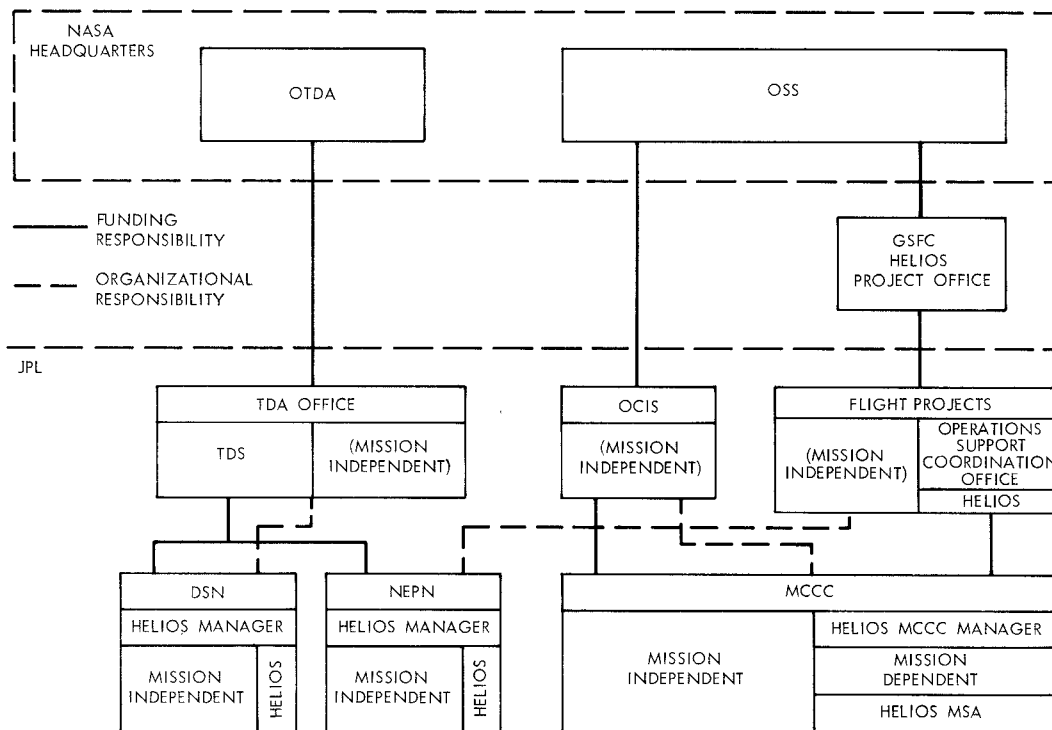 NASA
HEADQUARTERS
OTDA
OSS
FUNDING
RESPONSIBILITY
ORGANIZATIONAL
RESPONSIBILITY
GSFC
HELIOS
PROJECT OFFICE
JPL
TDA OFFICE
TDS
(MISSION
INDEPENDENT)
OCIS
(MISSION
INDEPENDENT)
FLIGHT PROJECTS
(MISSION
INDEPENDENT)
OPERATIONS
SUPPORT
COORDINATION
OFFICE
HELIOS
DSN
HELIOS MANAGER
MISSION
INDEPENDENT
HELIOS
NEPN
HELIOS MANAGER
MISSION
INDEPENDENT
HELIOS
MCCC
MISSION
INDEPENDENT
HELIOS MCCC MANAGER
MISSION
DEPENDENT
HELIOS MSA